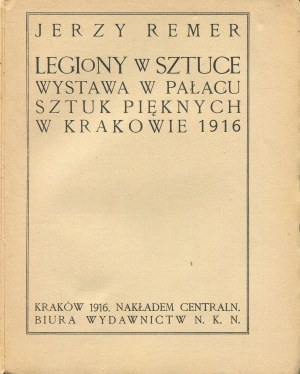 JERZY REMER
LEGIONY W SZTUCE
WYSTAWA W PAŁACU
SZTUK PIĘKNYCH
W KRAKOWIE 1916
KRAKÓW 1916. NAKŁADEM CENTRALN.
BIURA WYDAWNICTW N. K. N.